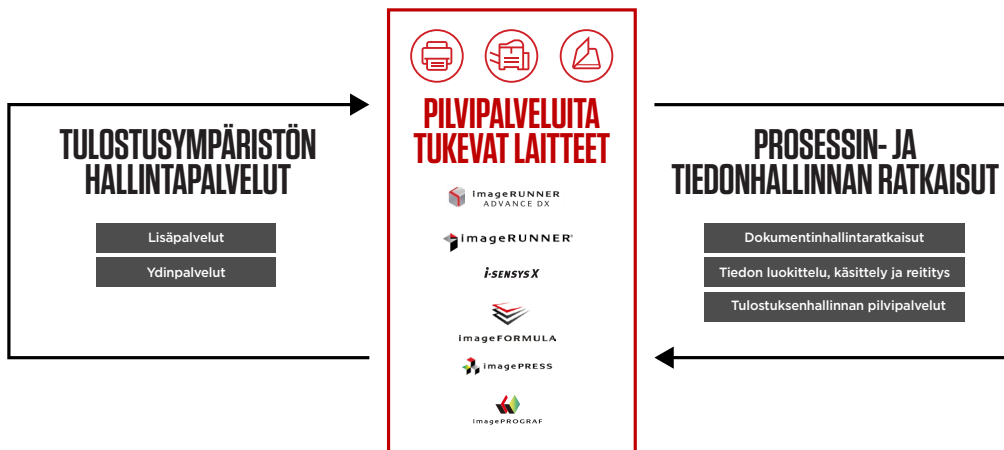 TULOSTUSYMPÄRISTÖN
HALLINTAPALVELUT
Lisäpalvelut
Ydinpalvelut
PILVIPALVELUITA
TUKEVAT LAITTEET
imageRUNNER
ADVANCE DX
imageRUNNER®
i-SENSYS X
imageFORMULA
imagePRESS
imagePROGRAF
PROSESSIN- JA
TIEDONHALLINNAN RATKAISUT
Dokumentinhallintaratkaisut
Tiedon luokittelu, käsittely ja reititys
Tulostuksenhallinnan pilvipalvelut